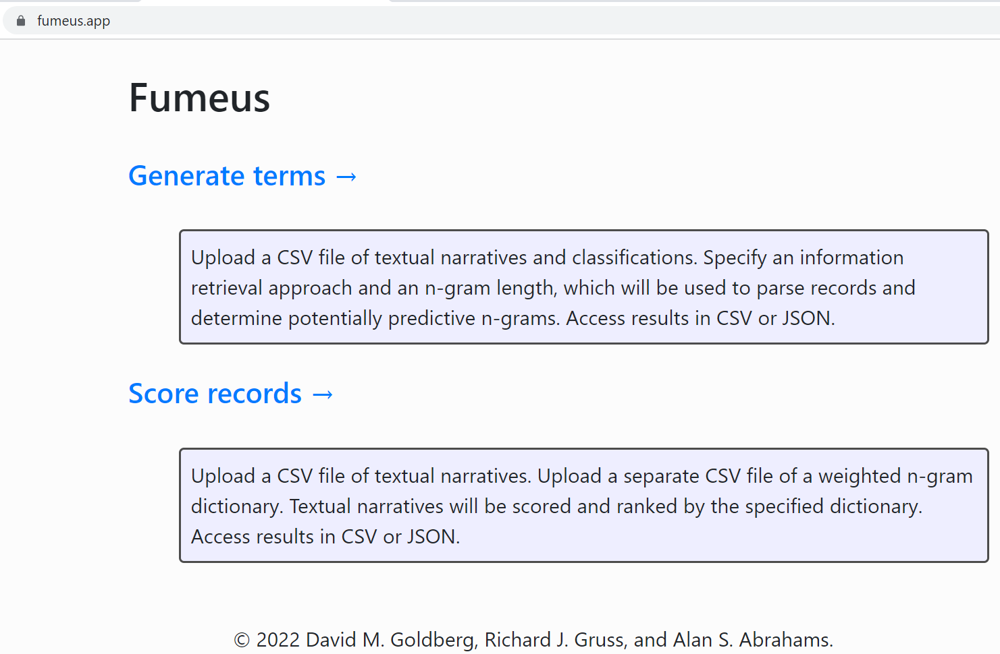 fumeus.app
Fumeus
Generate terms →
Upload a CSV file of textual narratives and classifications. Specify an information
retrieval approach and an n-gram length, which will be used to parse records and
determine potentially predictive n-grams. Access results in CSV or JSON.
Score records →
Upload a CSV file of textual narratives. Upload a separate CSV file of a weighted n-gram
dictionary. Textual narratives will be scored and ranked by the specified dictionary.
Access results in CSV or JSON.
© 2022 David M. Goldberg, Richard J. Gruss, and Alan S. Abrahams.